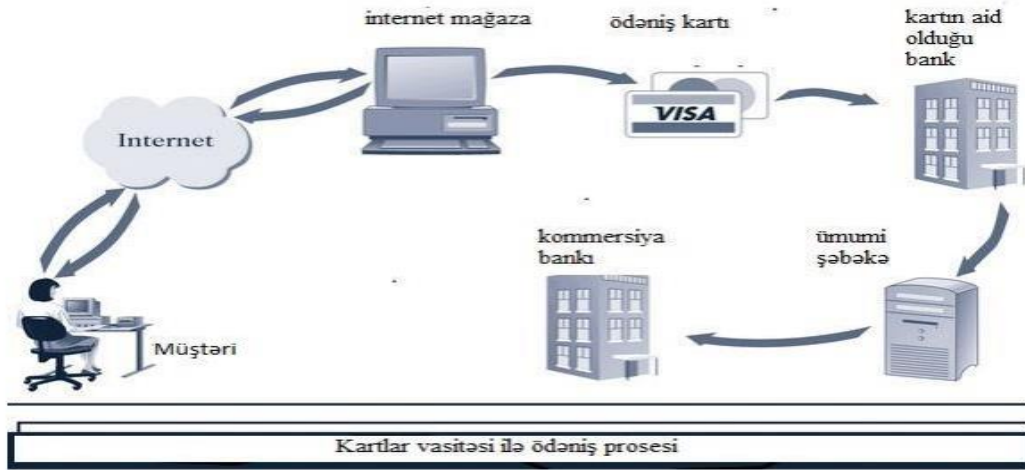 internet mağaza
ödəniş kartı
kartın aid
olduğu
bank
VISA
Internet
kommersiya
bankı
ümumi
şəbəkə
Müştəri
Kartlar vasitəsi ilə ödəniş prosesi